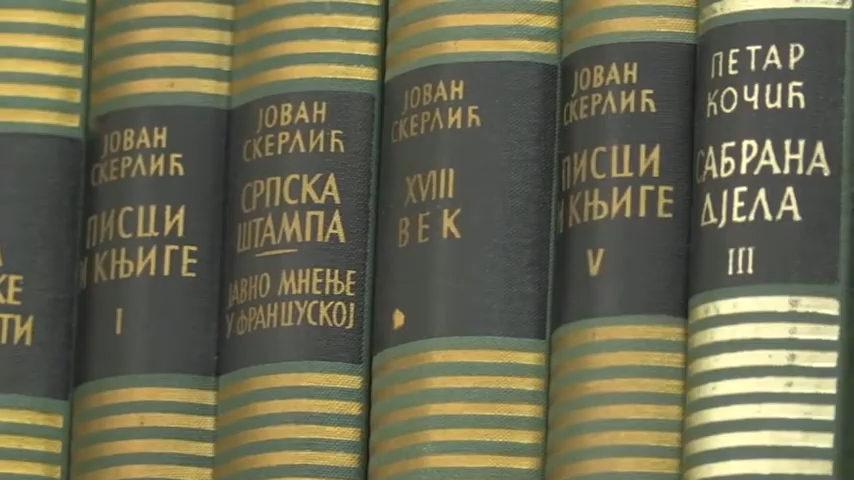 ЈОВАН
СКЕРЛИЋ
ПИСЦИ
И КЊИГЕ
I
ЈОВАН
СКЕРЛИЋ
СРПСКА
ШТАМПА
ЈАВНО МНЕЊЕ
У ФРАНЦУСКОЈ
ЈОВАН
СКЕРЛИЋ
XVIII
ВЕК
ЈОВАН
СКЕРЛИЋ
ПИСЦИ
И КЊИГЕ
V
ПЕТАР
КОЧИЋ
САБРАНА
ДЈЕЛА
III